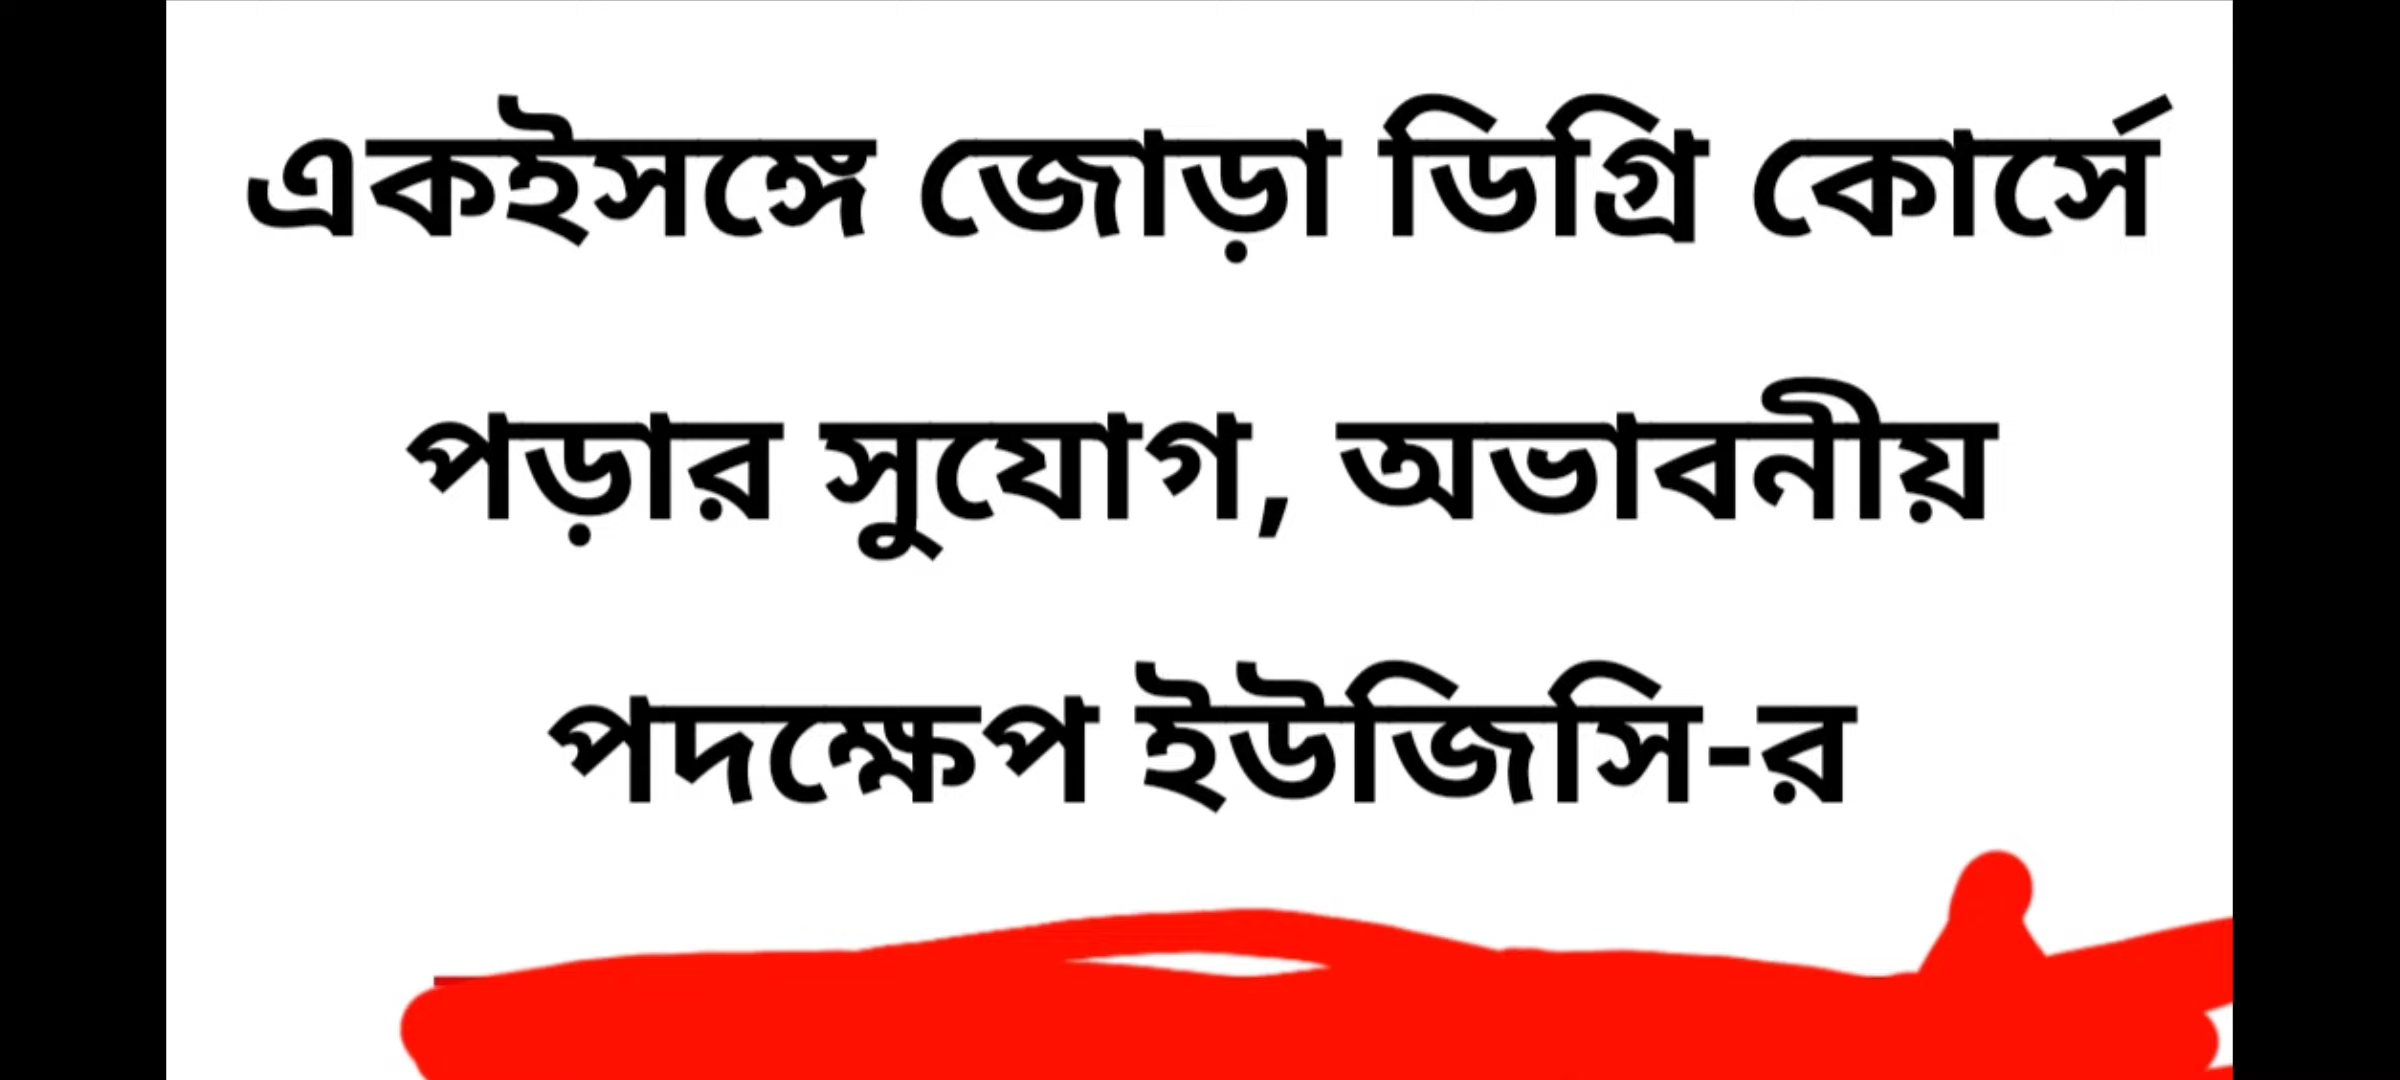 একইসঙ্গে জোড়া ডিগ্রি কোর্সে
পড়ার সুযোগ, অভাবনীয়
পদক্ষেপ ইউজিসি-র